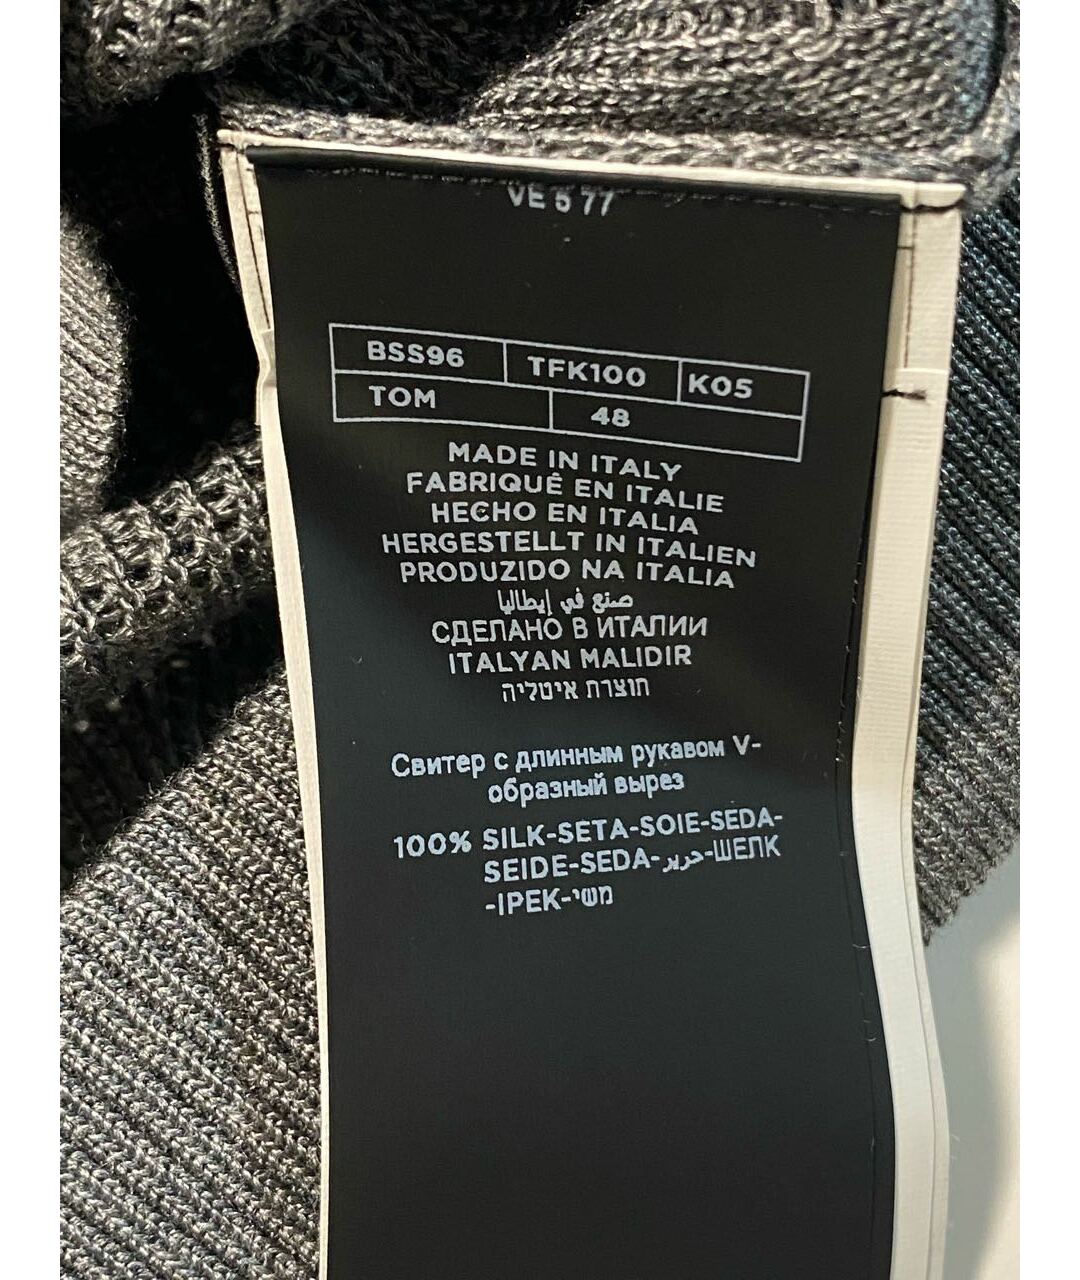 VE 5 77
BSS96 TFK100 K05
TOM 48
MADE IN ITALY
FABRIQUÉ EN ITALIE
HECHO EN ITALIA
HERGESTELLT IN ITALIEN
PRODUZIDO NA ITALIA
صنع في إيطاليا
СДЕЛАНО В ИТАЛИИ
ITALYAN MALIDIR
תוצרת איטליה
Свитер с длинным рукавом V-
образный вырез
100% SILK-SETA-SOIE-SEDA-
SEIDE-SEDA-حرير-ШЕЛК
-IPEK-משי